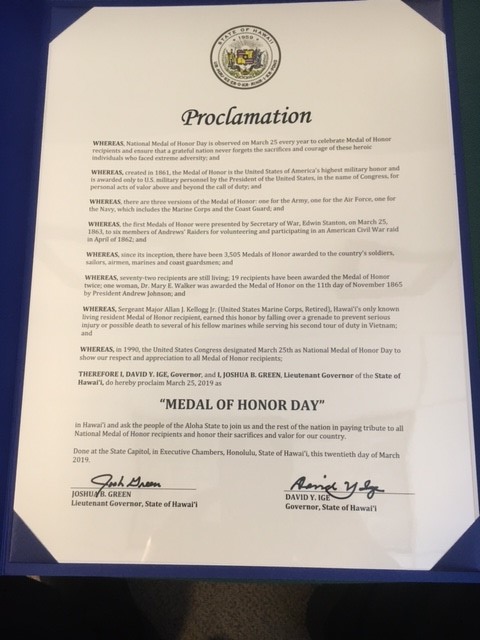 STATE OF HAWAII
1959
Proclamation
WHEREAS, National Medal of Honor Day is observed on March 25 every year to celebrate Medal of Honor
recipients and ensure that a grateful nation never forgets the sacrifices and courage of these heroic
individuals who faced extreme adversity; and
WHEREAS, created in 1861, the Medal of Honor is the United States of America's highest military honor and
is awarded only to U.S. military personnel by the President of the United States, in the name of Congress, for
personal acts of valor above and beyond the call of duty; and
WHEREAS, there are three versions of the Medal of Honor: one for the Army, one for the Air Force, one for
the Navy, which includes the Marine Corps and the Coast Guard; and
WHEREAS, the first Medals of Honor were presented by Secretary of War, Edwin Stanton, on March 25,
1863, to six members of Andrews' Raiders for volunteering and participating in an American Civil War raid
in April of 1862; and
WHEREAS, since its inception, there have been 3,505 Medals of Honor awarded to the country's soldiers,
sailors, airmen, marines and coast guardsmen; and
WHEREAS, seventy-two recipients are still living; 19 recipients have been awarded the Medal of Honor
twice; one woman, Dr. Mary E. Walker was awarded the Medal of Honor on the 11th day of November 1865
by President Andrew Johnson; and
WHEREAS, Sergeant Major Allan J. Kellogg Jr. (United States Marine Corps, Retired), Hawai'i's only known
living resident Medal of Honor recipient, earned this honor by falling over a grenade to prevent serious
injury or possible death to several of his fellow marines while serving his second tour of duty in Vietnam;
and
WHEREAS, in 1990, the United States Congress designated March 25th as National Medal of Honor Day to
show our respect and appreciation to all Medal of Honor recipients;
THEREFORE I, DAVID Y. IGE, Governor, and I, JOSHUA B. GREEN, Lieutenant Governor of the State of
Hawai'i, do hereby proclaim March 25, 2019 as
"MEDAL OF HONOR DAY"
in Hawai'i and ask the people of the Aloha State to join us and the rest of the nation in paying tribute to all
National Medal of Honor recipients and honor their sacrifices and valor for our country.
Done at the State Capitol, in Executive Chambers, Honolulu, State of Hawai'i, this twentieth day of March
2019.
Josh Green
David Y Ige
JOSHUA B. GREEN
Lieutenant Governor, State of Hawai'i
DAVID Y. IGE
Governor, State of Hawai'i